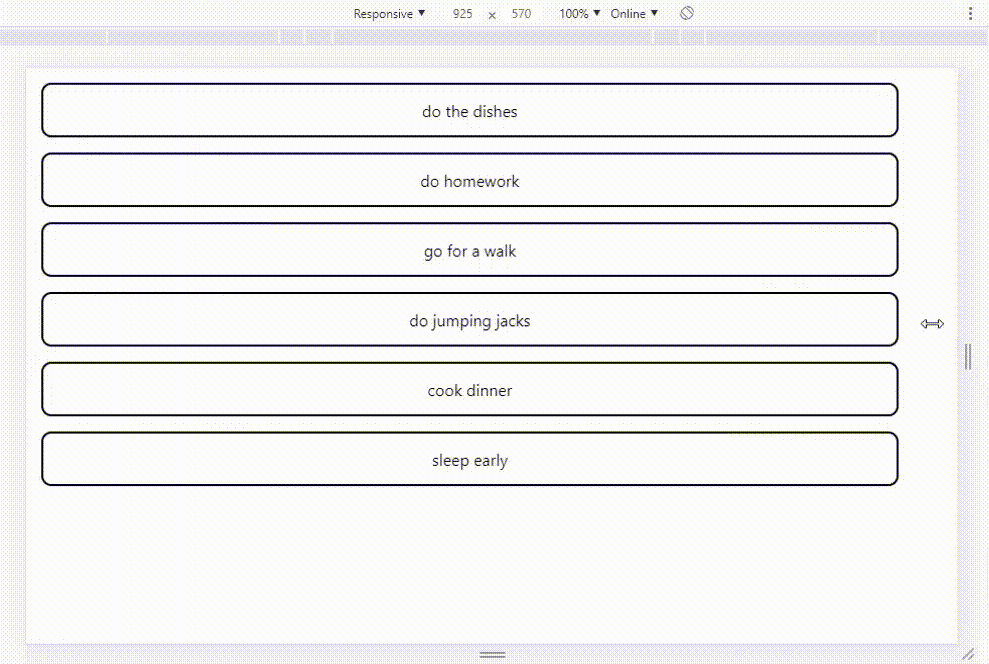 Responsive ▼ 925 x 570 100% ▼ Online ▼
do the dishes
do homework
go for a walk
do jumping jacks
cook dinner
sleep early